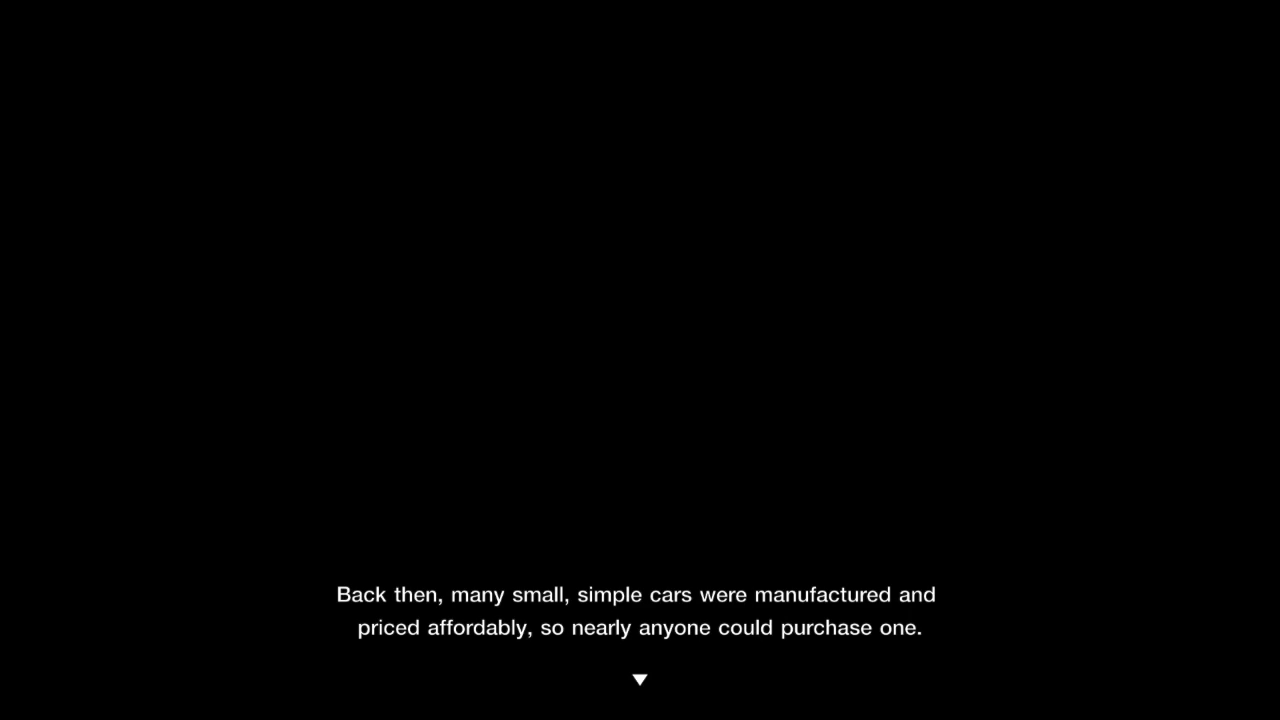 Back then, many small, simple cars were manufactured and
priced affordably, so nearly anyone could purchase one.